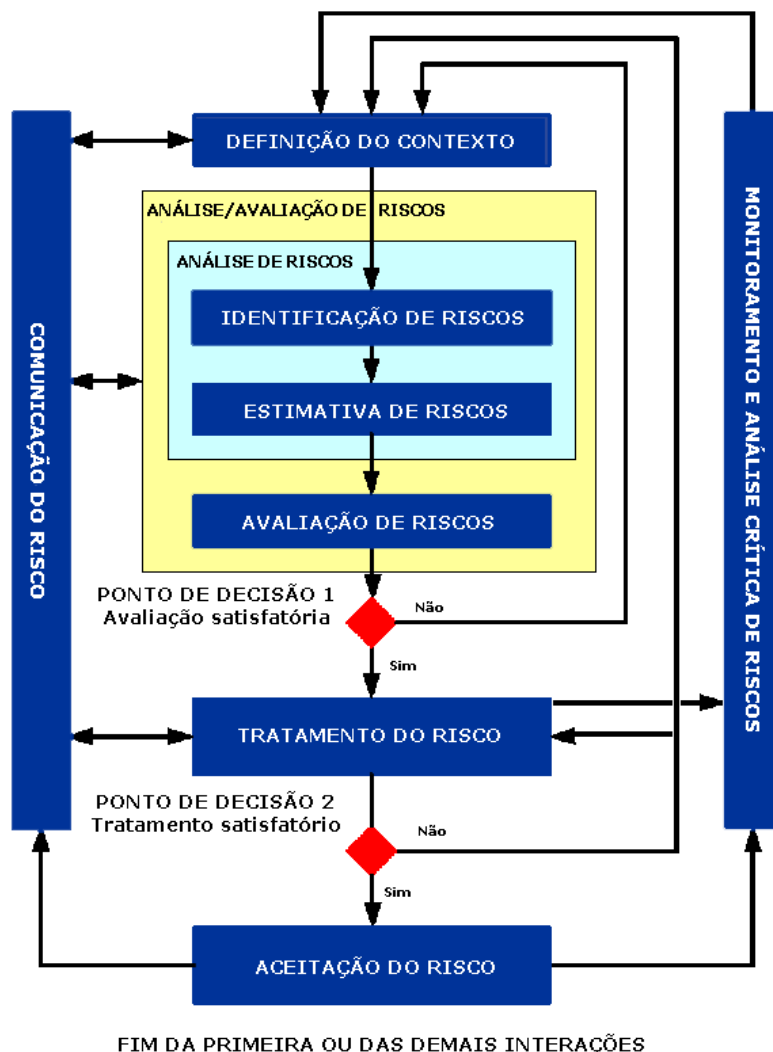 DEFINIÇÃO DO CONTEXTO
ANÁLISE/AVALIAÇÃO DE RISCOS
ANÁLISE DE RISCOS
IDENTIFICAÇÃO DE RISCOS
ESTIMATIVA DE RISCOS
AVALIAÇÃO DE RISCOS
COMUNICAÇÃO DO RISCO
MONITORAMENTO E ANÁLISE CRÍTICA DE RISCOS
PONTO DE DECISÃO 1
Avaliação satisfatória
Não
Sim
TRATAMENTO DO RISCO
PONTO DE DECISÃO 2
Tratamento satisfatório
Não
Sim
ACEITAÇÃO DO RISCO
FIM DA PRIMEIRA OU DAS DEMAIS INTERACÕES